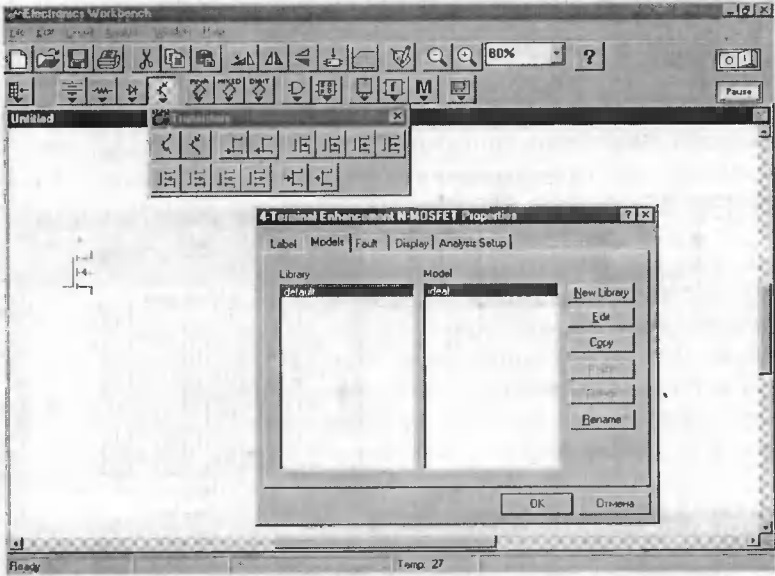 Electronics Workbench
80%
?
M
Pause
Untitled
4-Terminal Enhancement N-MOSFET Properties
Label Models Fault Display Analysis Setup
Library Model
default ideal
New Library
Edit
Copy
Rename
OK Отмена
Ready Temp: 27